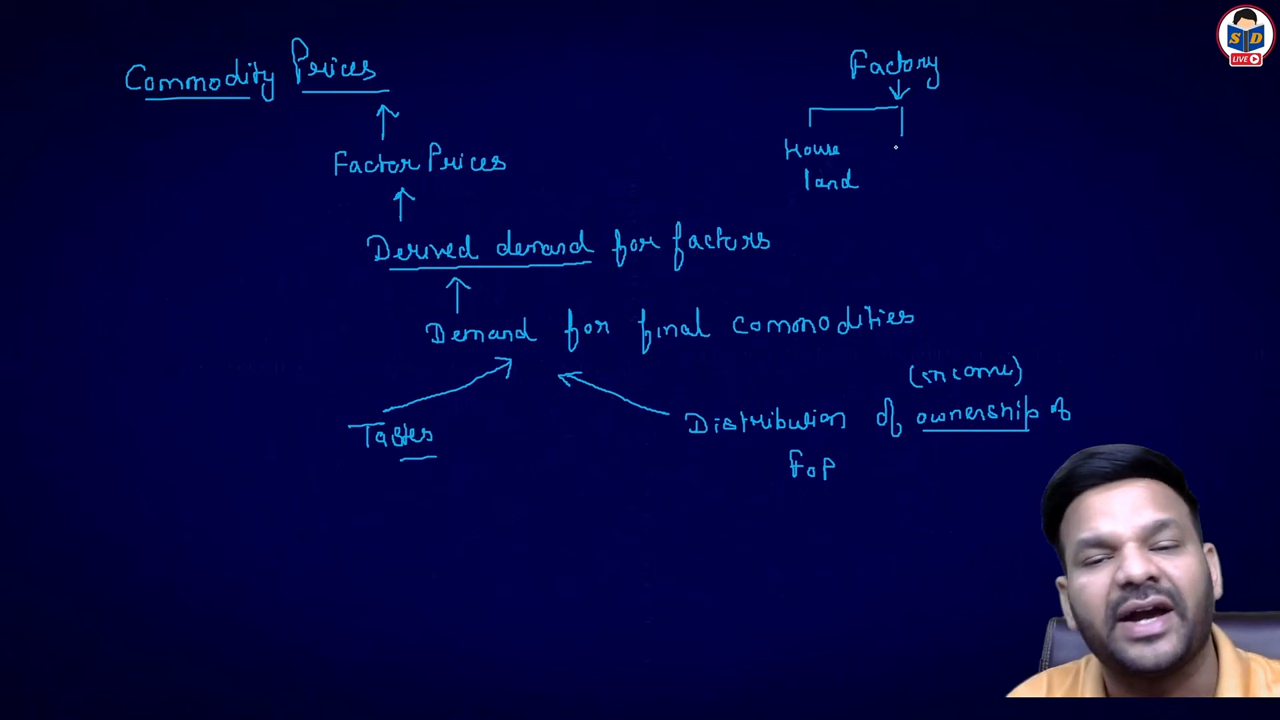 Commodity Prices
Factor Prices
Derived demand for factors
Demand for final commodities
Tastes
(income)
Distribution of ownership of
FoP
Factory
House
land
S D
LIVE